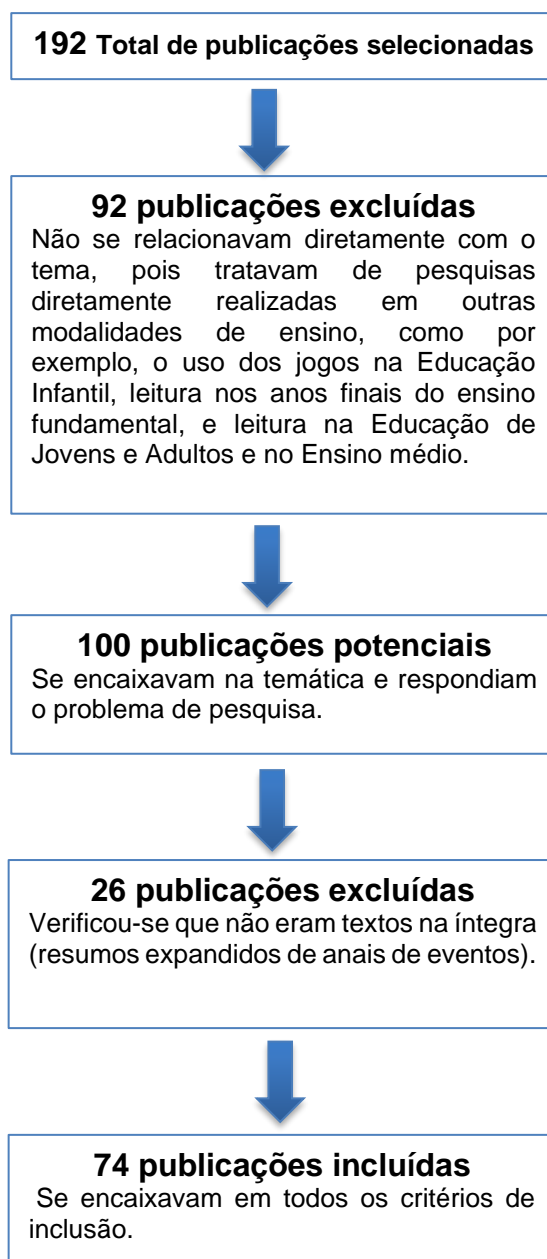 192 Total de publicações selecionadas
92 publicações excluídas
Não se relacionavam diretamente com o
tema, pois tratavam de pesquisas
diretamente realizadas em outras
modalidades de ensino, como por
exemplo, o uso dos jogos na Educação
Infantil, leitura nos anos finais do ensino
fundamental, e leitura na Educação de
Jovens e Adultos e no Ensino médio.
100 publicações potenciais
Se encaixavam na temática e respondiam
o problema de pesquisa.
26 publicações excluídas
Verificou-se que não eram textos na íntegra
(resumos expandidos de anais de eventos).
74 publicações incluídas
Se encaixavam em todos os critérios de
inclusão.